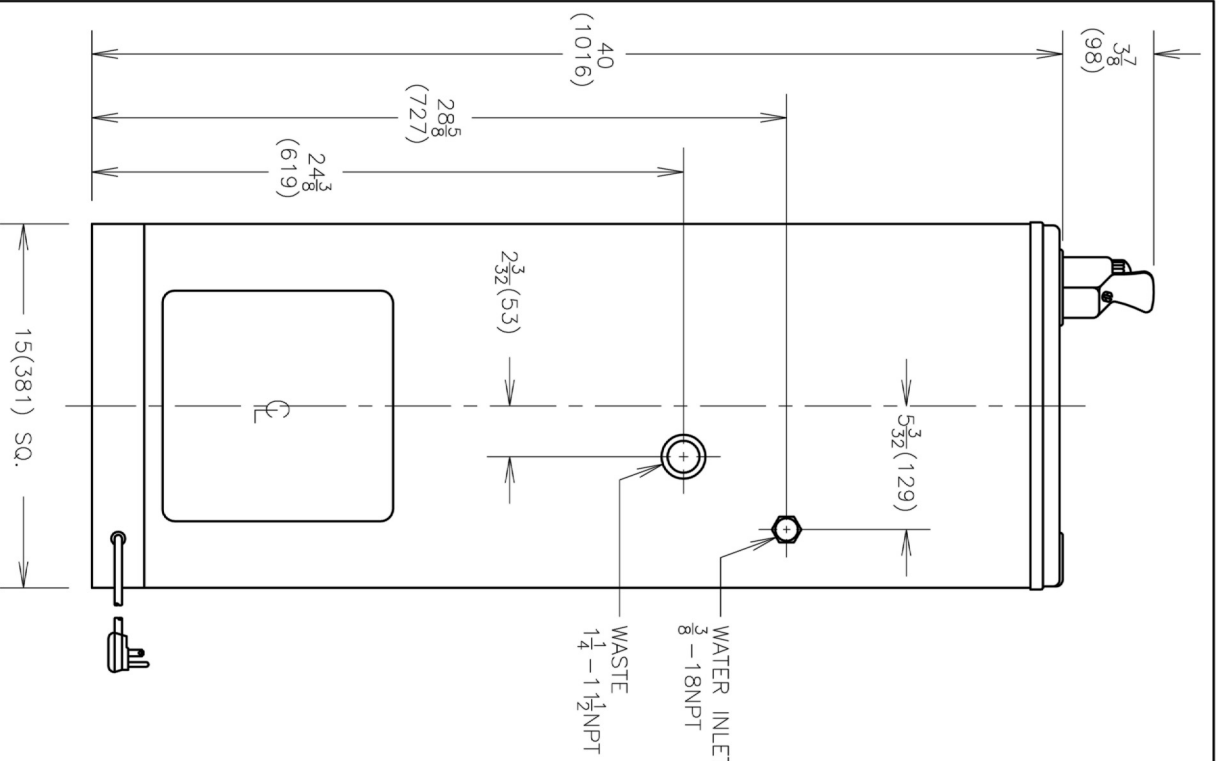 3 7/8
(98)
40
(1016)
28 5/8
(727)
24 3/8
(619)
2 3/32(53)
5 3/32(129)
CL
15(381) SQ.
WATER INLET
3/8 -18NPT
WASTE
1 1/4 -11 1/2NPT